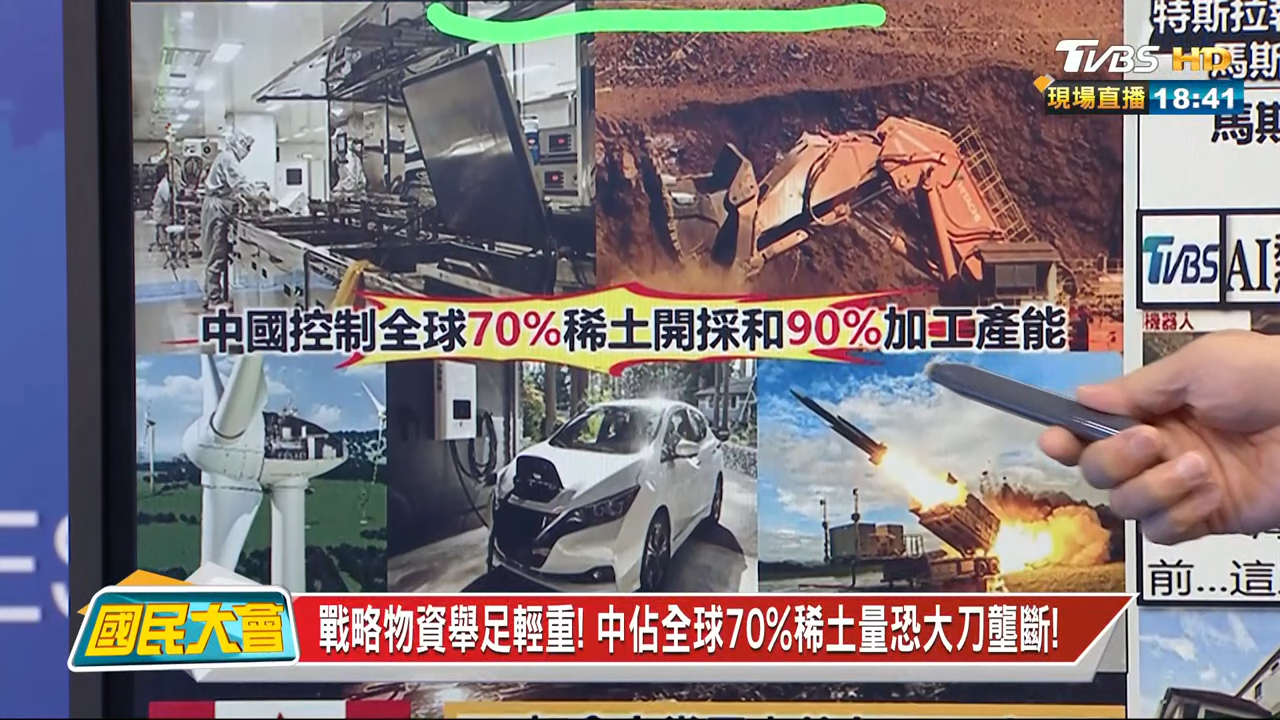 特斯拉
馬斯
馬斯
TVBS HD
現場直播 18:41
TVBS AI
機器人
中國控制全球70%稀土開採和90%加工產能
前...這
ES
國民大會
戰略物資舉足輕重! 中佔全球70%稀土量恐大刀壟斷!